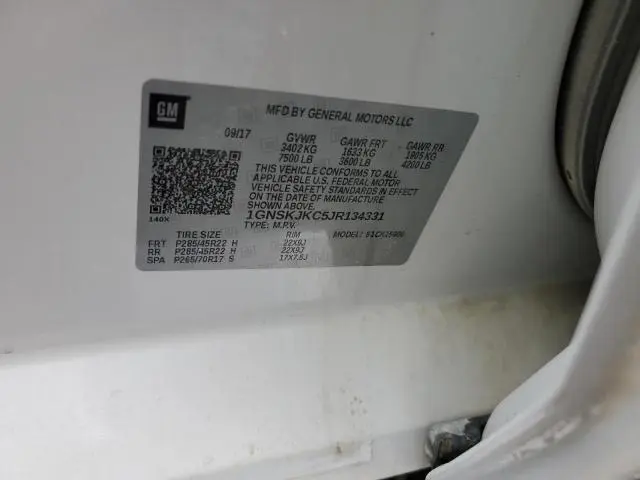 GM
MFD BY GENERAL MOTORS LLC
09/17 GVWR GAWR FRT GAWR RR
3402 KG 1633 KG 1905 KG
7500 LB 3600 LB 4200 LB
THIS VEHICLE CONFORMS TO ALL
APPLICABLE U.S. FEDERAL MOTOR
VEHICLE SAFETY STANDARDS IN EFFECT
ON THE DATE OF MANUFACTURE
SHOWN ABOVE.
1GNSKJKC5JR134331
140X TYPE: M.P.V. MODEL:
TIRE SIZE RIM
FRT P285/45R22 H 22X9J
RR P285/45R22 H 22X9J
SPA P265/70R17 S 17X7.5J